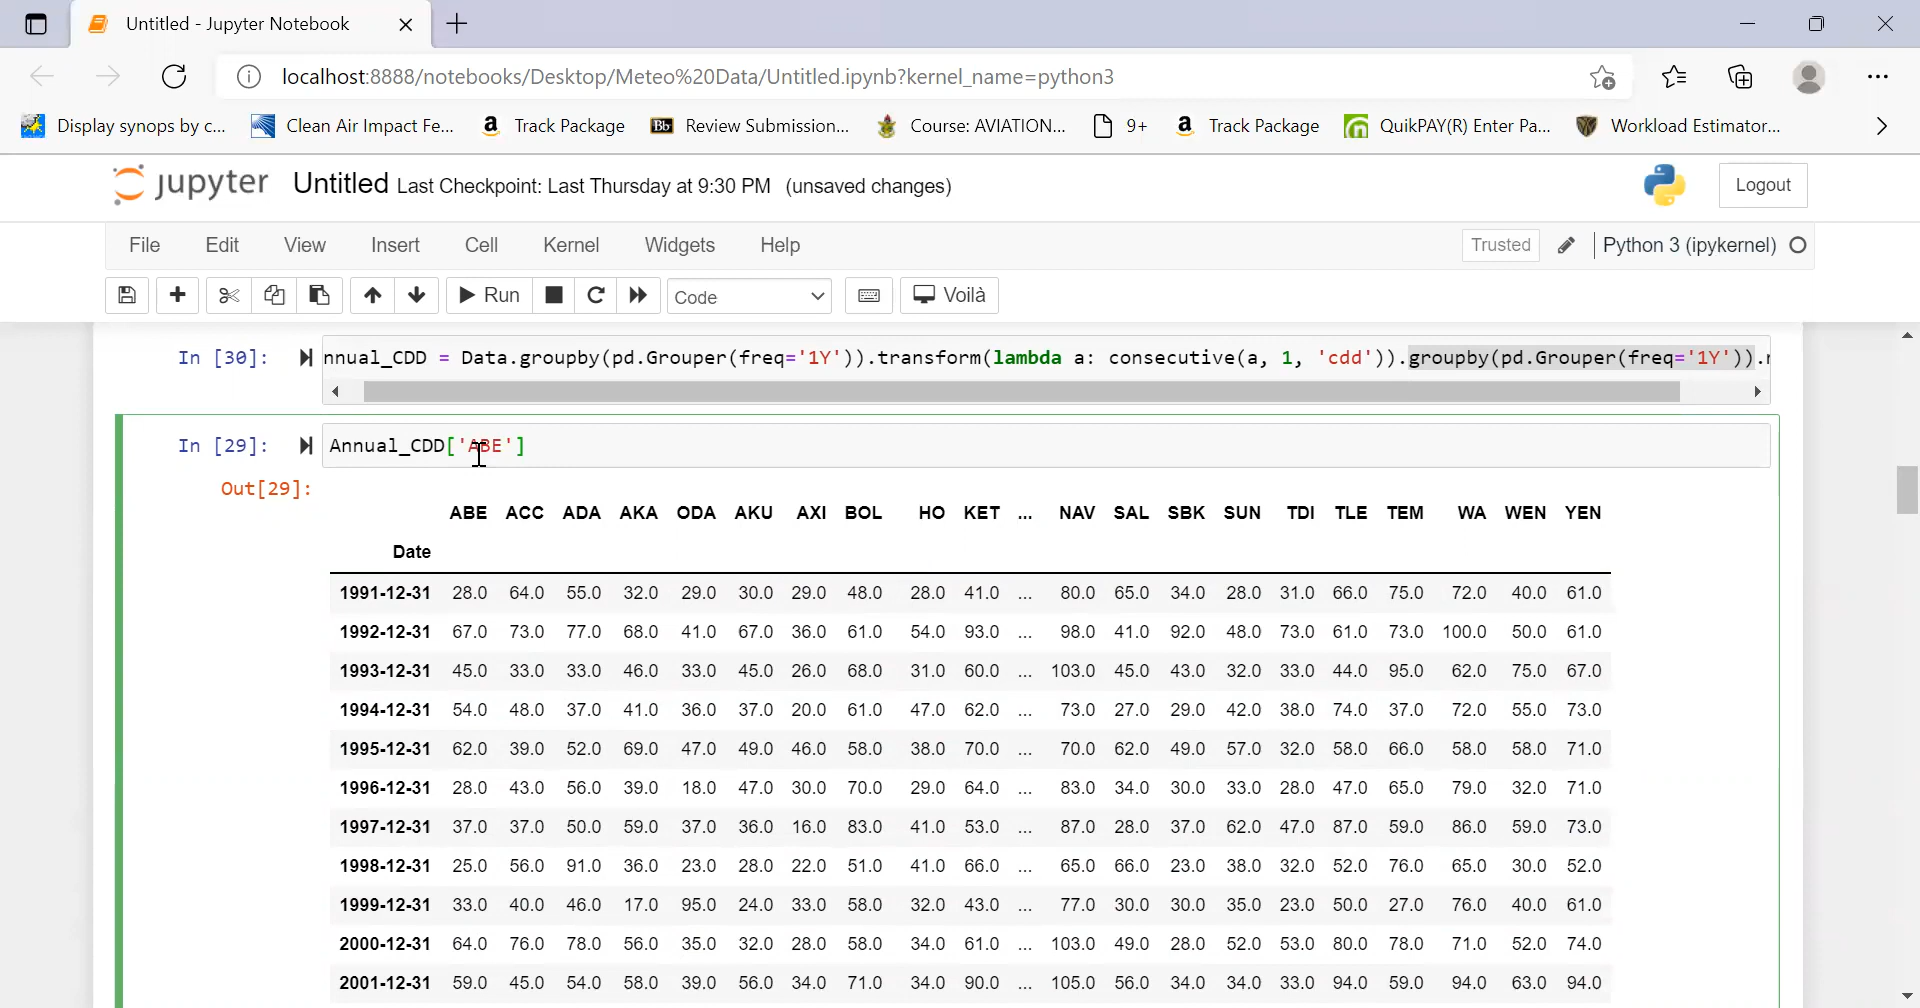 Untitled - Jupyter Notebook
localhost:8888/notebooks/Desktop/Meteo%20Data/Untitled.ipynb?kernel_name=python3
Display synops by c... Clean Air Impact Fe... Track Package Bb Review Submission... Course: AVIATION... 9+ Track Package QuikPAY(R) Enter Pa... Workload Estimator...
jupyter Untitled Last Checkpoint: Last Thursday at 9:30 PM (unsaved changes) Logout
File Edit View Insert Cell Kernel Widgets Help Trusted Python 3 (ipykernel)
Run Code Voilà
In [30]: nnual_CDD = Data.groupby(pd.Grouper(freq='1Y')).transform(lambda a: consecutive(a, 1, 'cdd')).groupby(pd.Grouper(freq='1Y')).
In [29]: Annual_CDD['ABE']
Out[29]:
ABE ACC ADA AKA ODA AKU AXI BOL HO KET ... NAV SAL SBK SUN TDI TLE TEM WA WEN YEN
Date
1991-12-31 28.0 64.0 55.0 32.0 29.0 30.0 29.0 48.0 28.0 41.0 ... 80.0 65.0 34.0 28.0 31.0 66.0 75.0 72.0 40.0 61.0
1992-12-31 67.0 73.0 77.0 68.0 41.0 67.0 36.0 61.0 54.0 93.0 ... 98.0 41.0 92.0 48.0 73.0 61.0 73.0 100.0 50.0 61.0
1993-12-31 45.0 33.0 33.0 46.0 33.0 45.0 26.0 68.0 31.0 60.0 ... 103.0 45.0 43.0 32.0 33.0 44.0 95.0 62.0 75.0 67.0
1994-12-31 54.0 48.0 37.0 41.0 36.0 37.0 20.0 61.0 47.0 62.0 ... 73.0 27.0 29.0 42.0 38.0 74.0 37.0 72.0 55.0 73.0
1995-12-31 62.0 39.0 52.0 69.0 47.0 49.0 46.0 58.0 38.0 70.0 ... 70.0 62.0 49.0 57.0 32.0 58.0 66.0 58.0 58.0 71.0
1996-12-31 28.0 43.0 56.0 39.0 18.0 47.0 30.0 70.0 29.0 64.0 ... 83.0 34.0 30.0 33.0 28.0 47.0 65.0 79.0 32.0 71.0
1997-12-31 37.0 37.0 50.0 59.0 37.0 36.0 16.0 83.0 41.0 53.0 ... 87.0 28.0 37.0 62.0 47.0 87.0 59.0 86.0 59.0 73.0
1998-12-31 25.0 56.0 91.0 36.0 23.0 28.0 22.0 51.0 41.0 66.0 ... 65.0 66.0 23.0 38.0 32.0 52.0 76.0 65.0 30.0 52.0
1999-12-31 33.0 40.0 46.0 17.0 95.0 24.0 33.0 58.0 32.0 43.0 ... 77.0 30.0 30.0 35.0 23.0 50.0 27.0 76.0 40.0 61.0
2000-12-31 64.0 76.0 78.0 56.0 35.0 32.0 28.0 58.0 34.0 61.0 ... 103.0 49.0 28.0 52.0 53.0 80.0 78.0 71.0 52.0 74.0
2001-12-31 59.0 45.0 54.0 58.0 39.0 56.0 34.0 71.0 34.0 90.0 ... 105.0 56.0 34.0 34.0 33.0 94.0 59.0 94.0 63.0 94.0